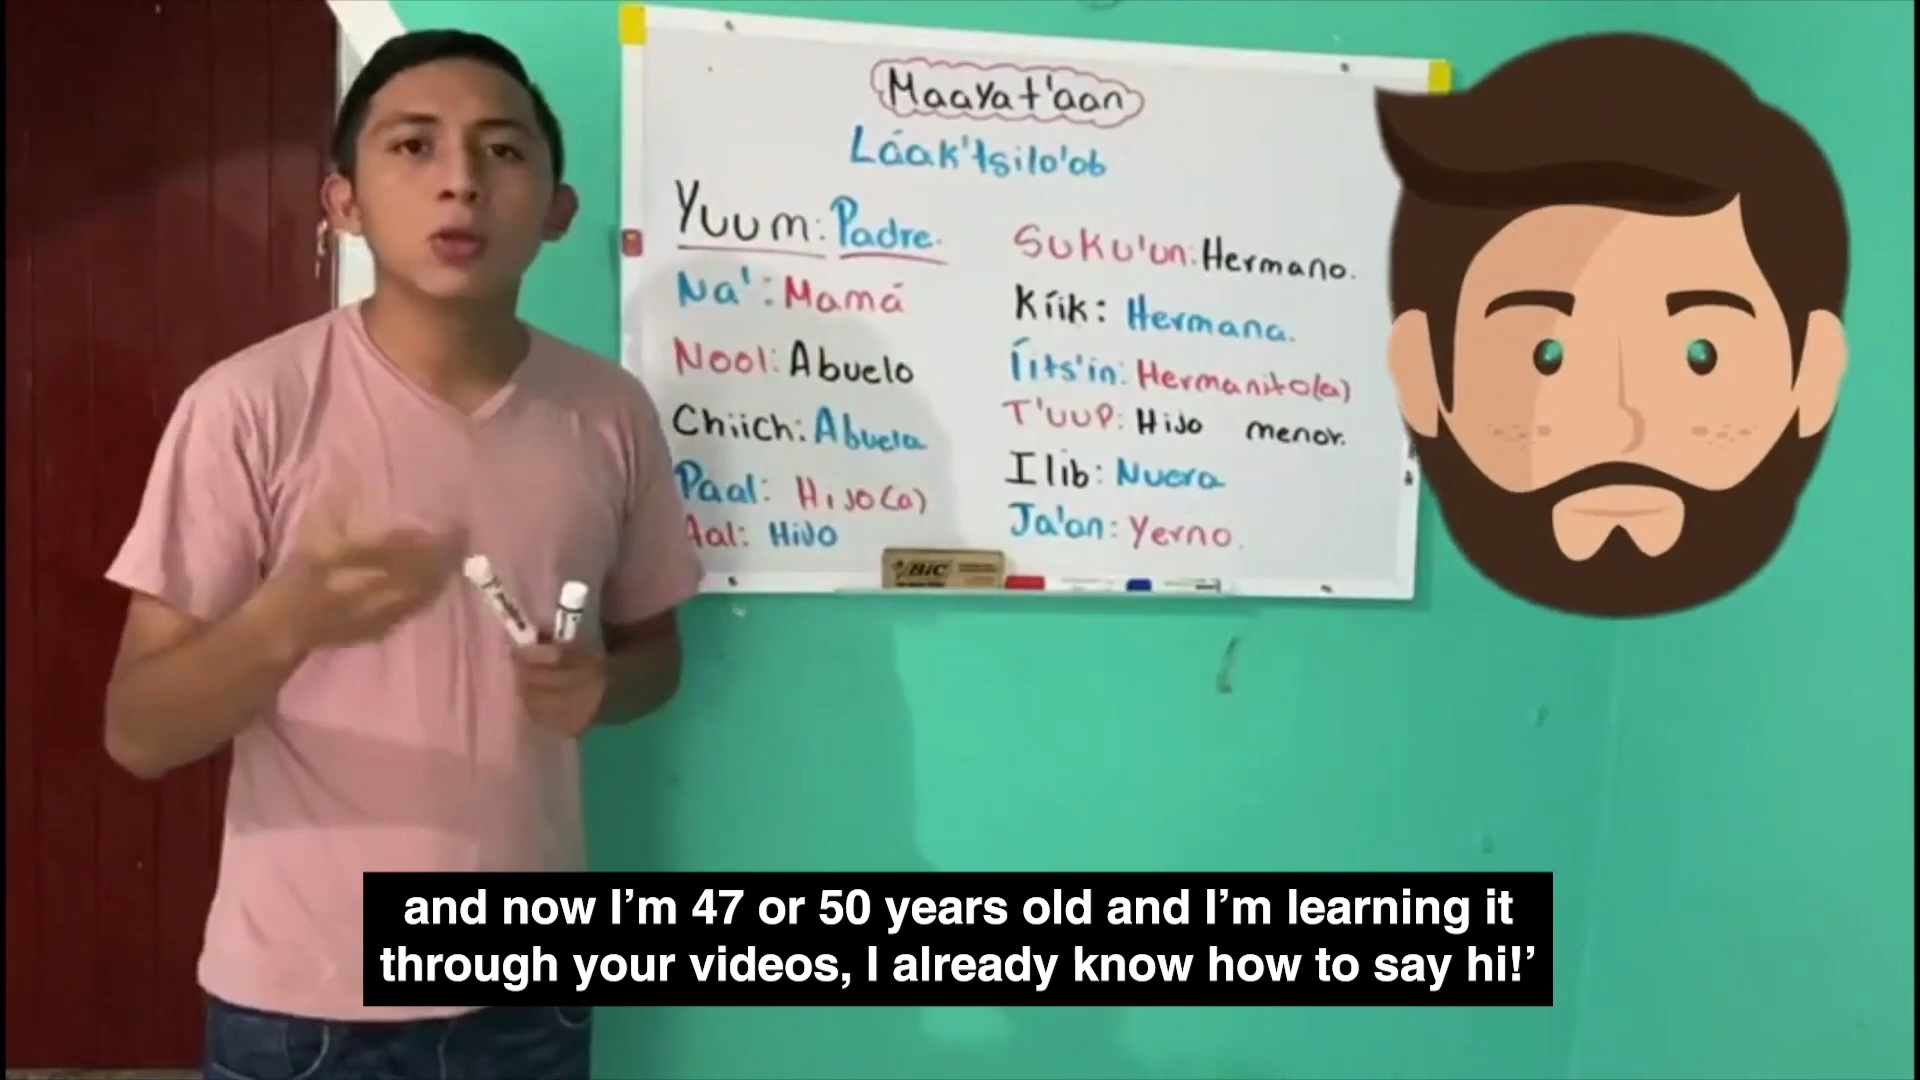 Maayat'aan
Láak'tsilo'ob
Yuum: Padre.
Na': Mamá
Nool: Abuelo
Chiich: Abuela
Paal: HiJo(a)
Aal: HiJo
SUKU'un: Hermano.
Kíik: Hermana.
Íits'in: Hermanito(a)
T'UUP: HiJo menor.
Ilib: Nuera
Ja'an: Yerno.
BiC
and now I’m 47 or 50 years old and I’m learning it
through your videos, I already know how to say hi!’